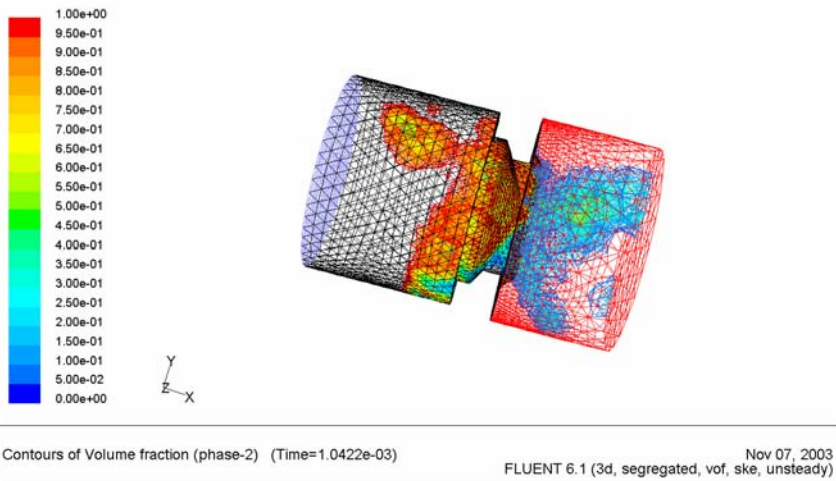 1.00e+00
9.50e-01
9.00e-01
8.50e-01
8.00e-01
7.50e-01
7.00e-01
6.50e-01
6.00e-01
5.50e-01
5.00e-01
4.50e-01
4.00e-01
3.50e-01
3.00e-01
2.50e-01
2.00e-01
1.50e-01
1.00e-01
5.00e-02
0.00e+00
Y
Z
X
Contours of Volume fraction (phase-2) (Time=1.0422e-03)
Nov 07, 2003
FLUENT 6.1 (3d, segregated, vof, ske, unsteady)